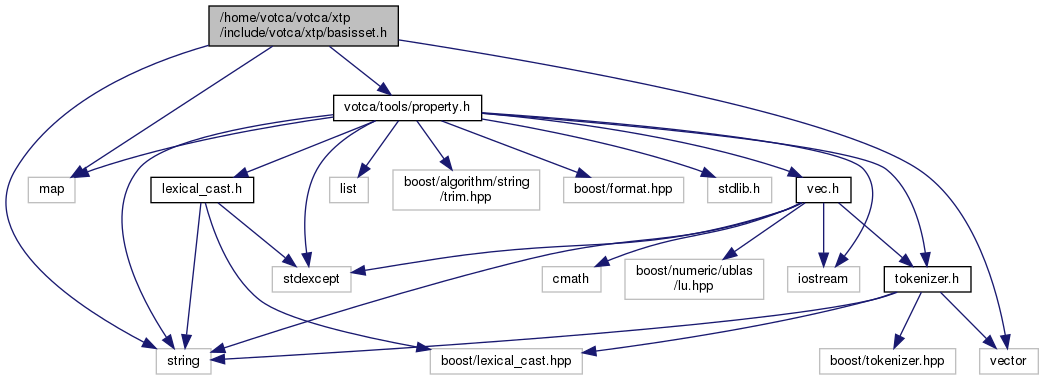 /home/votca/votca/xtp
/include/votca/xtp/basisset.h
votca/tools/property.h
map
lexical_cast.h
list
boost/algorithm/string
/trim.hpp
boost/format.hpp
stdlib.h
vec.h
stdexcept
cmath
boost/numeric/ublas
/lu.hpp
iostream
tokenizer.h
string
boost/lexical_cast.hpp
boost/tokenizer.hpp
vector